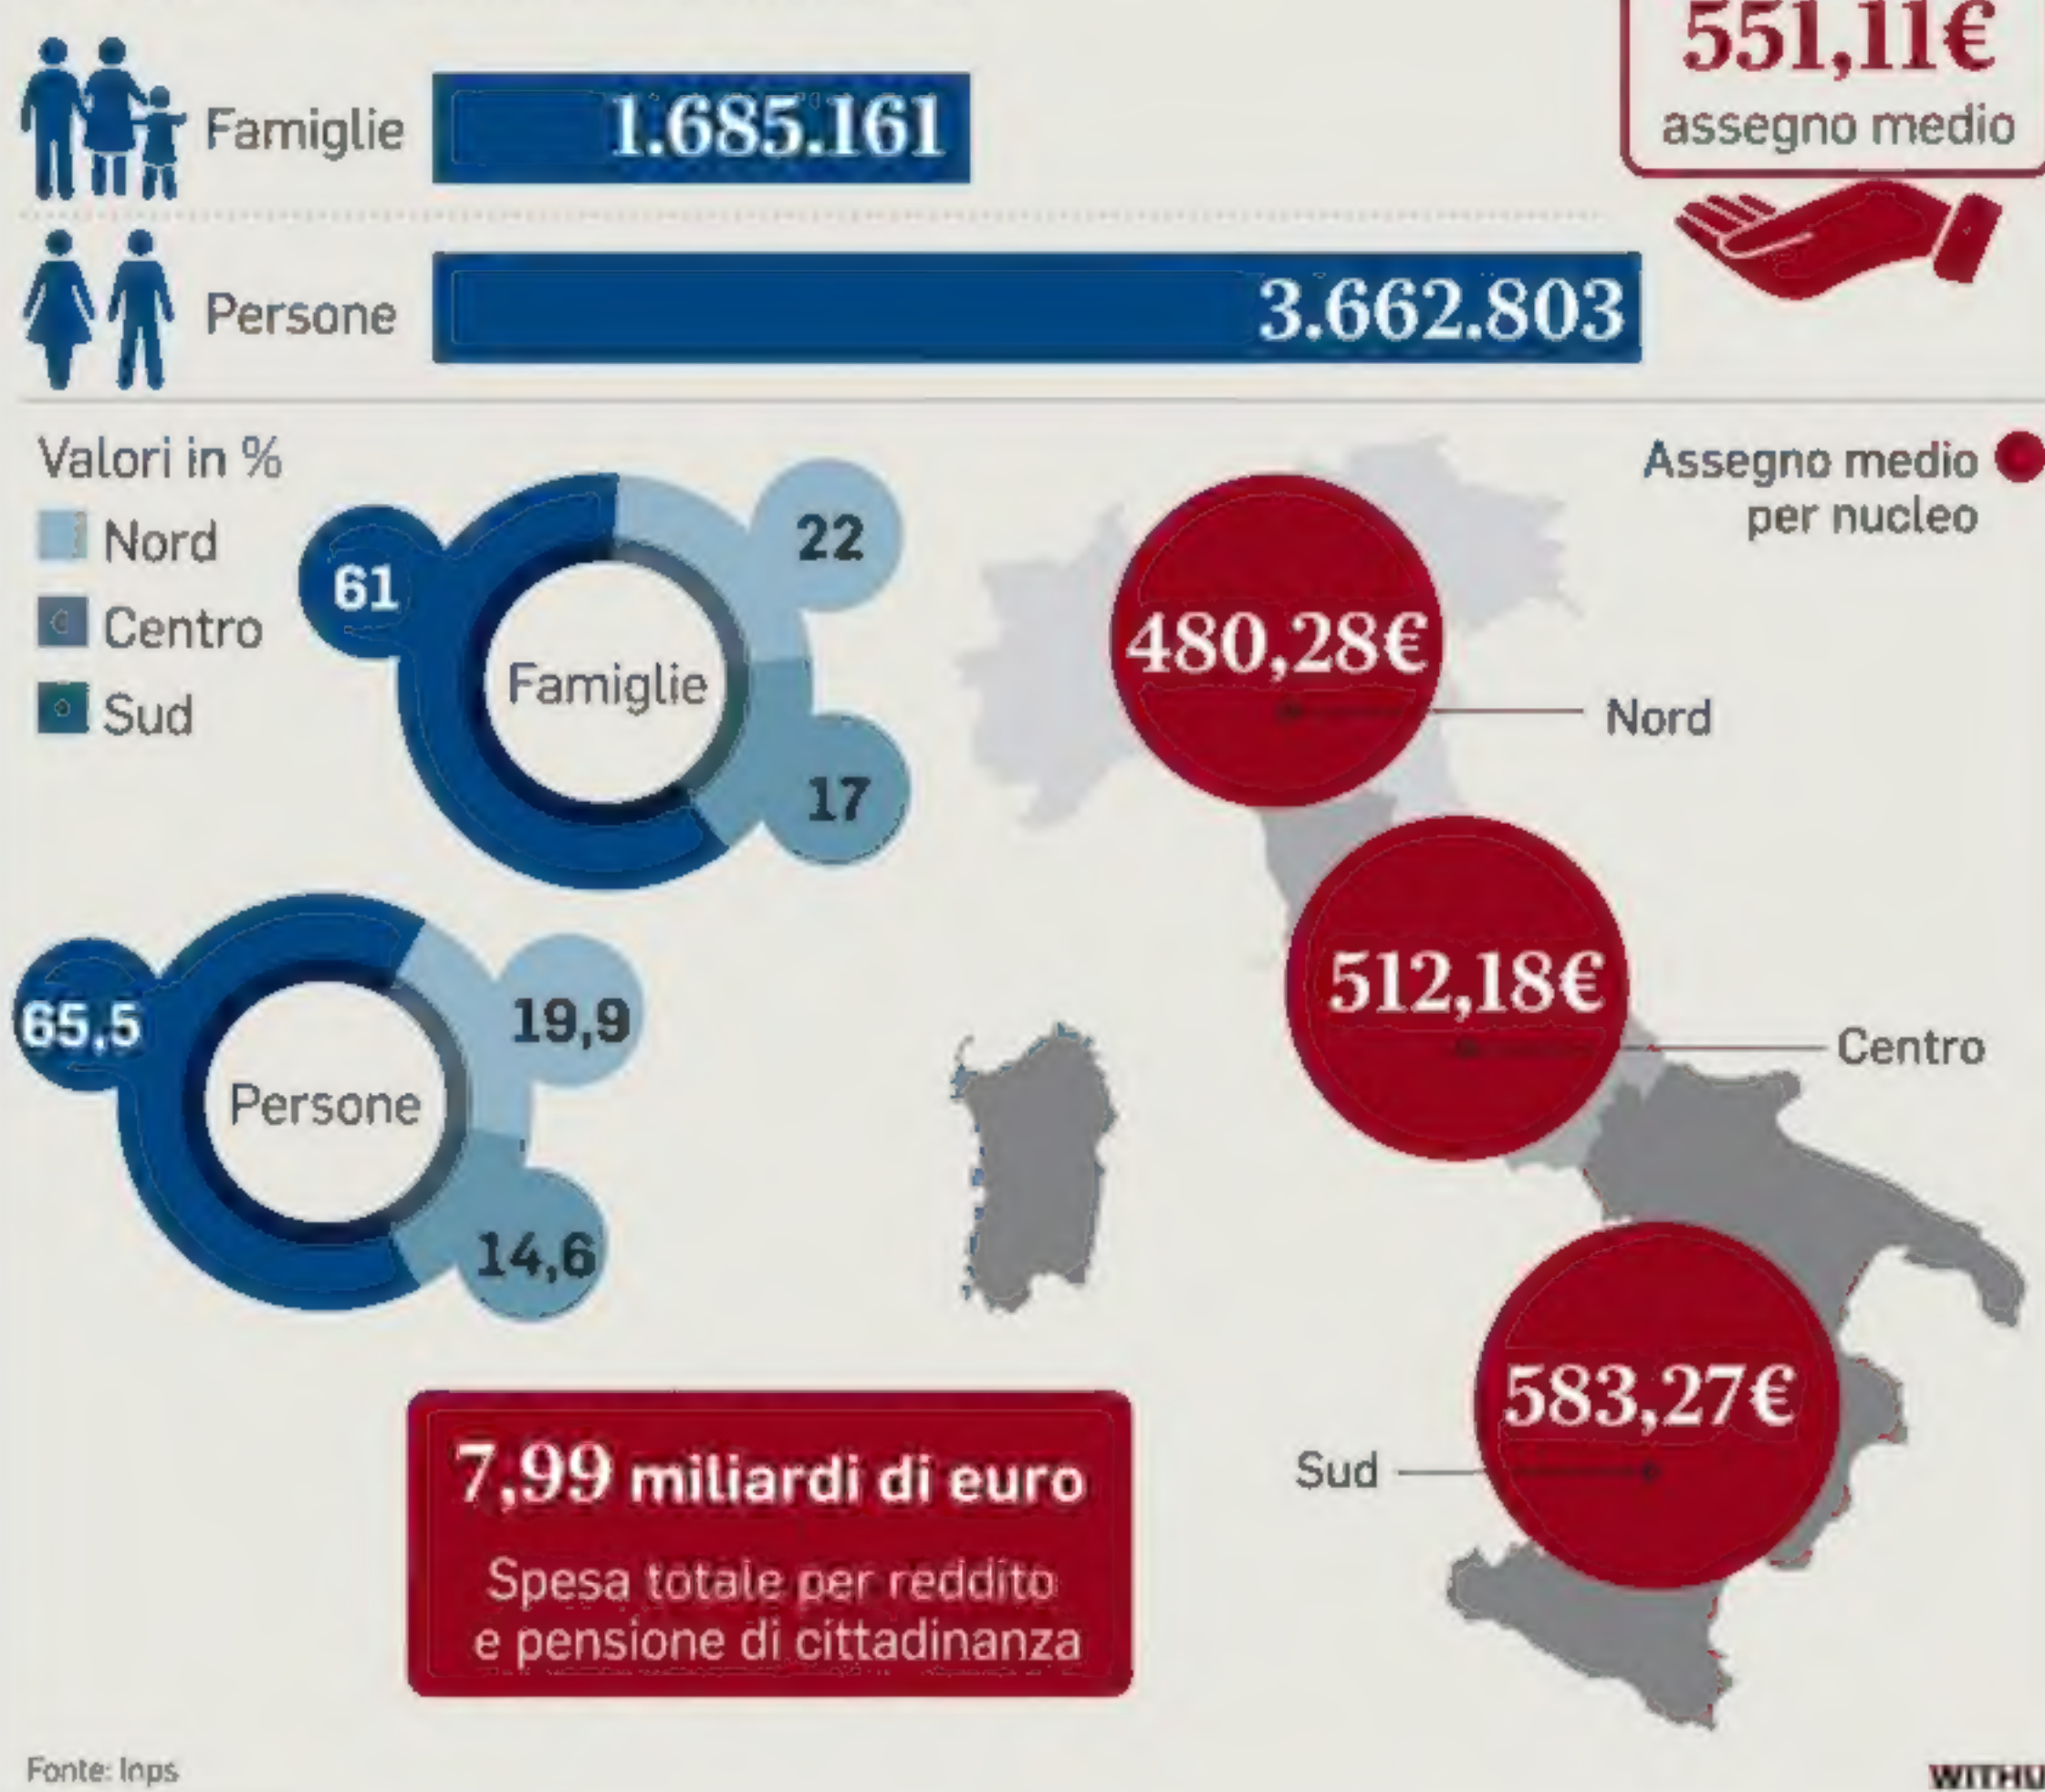 551,11€
assegno medio
Famiglie
1.685.161
Persone
3.662.803
Valori in %
Nord
Centro
Sud
61
22
Famiglie
17
65,5
19,9
Persone
14,6
Assegno medio
per nucleo
480,28€
Nord
512,18€
Centro
583,27€
Sud
7,99 miliardi di euro
Spesa totale per reddito
e pensione di cittadinanza
Fonte: Inps
WITHU